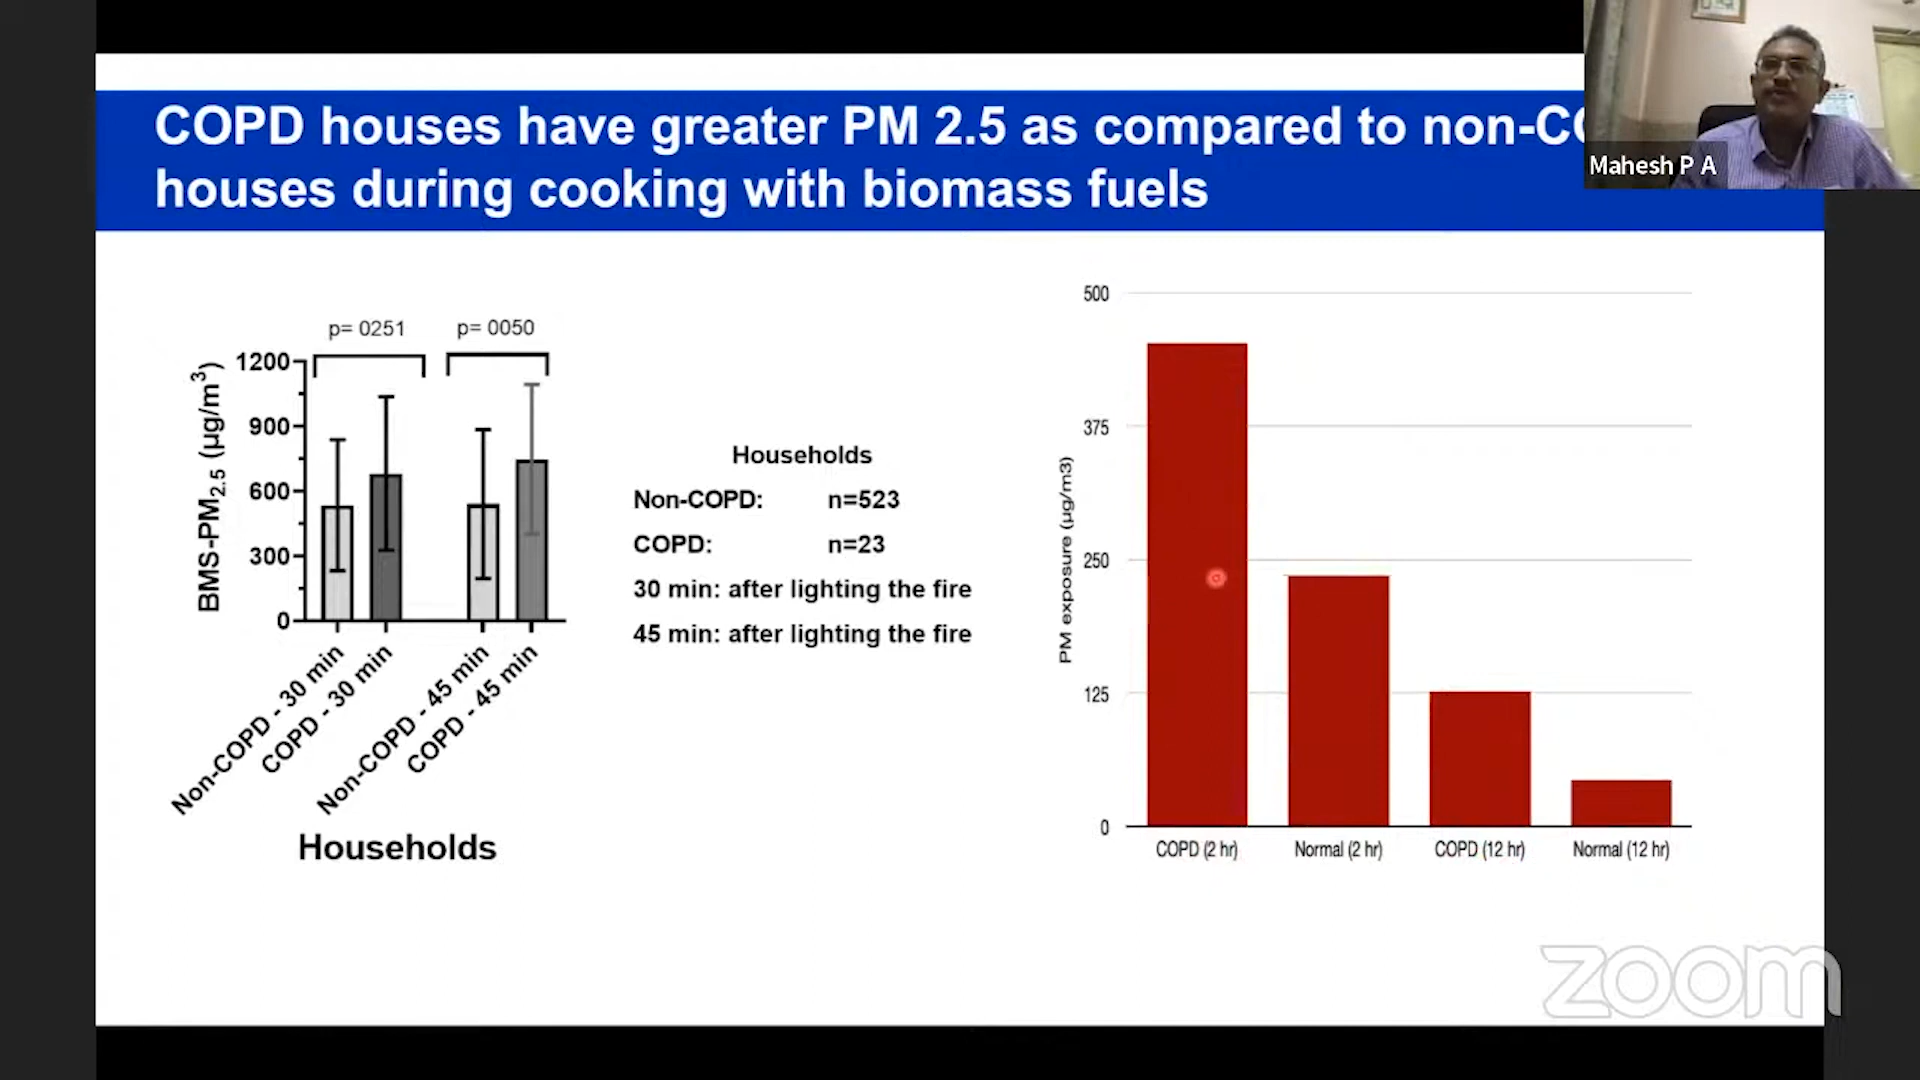 COPD houses have greater PM 2.5 as compared to
houses during cooking with biomass fuels
Mahesh P A
p= 0251
p= 0050
BMS-PM2.5 (µg/m3)
1200
900
600
300
0
Non-COPD - 30 min
COPD - 30 min
Non-COPD - 45 min
COPD - 45 min
Households
Households
Non-COPD: n=523
COPD: n=23
30 min: after lighting the fire
45 min: after lighting the fire
PM exposure (µg/m3)
500
375
250
125
0
COPD (2 hr)
Normal (2 hr)
COPD (12 hr)
Normal (12 hr)
zoom